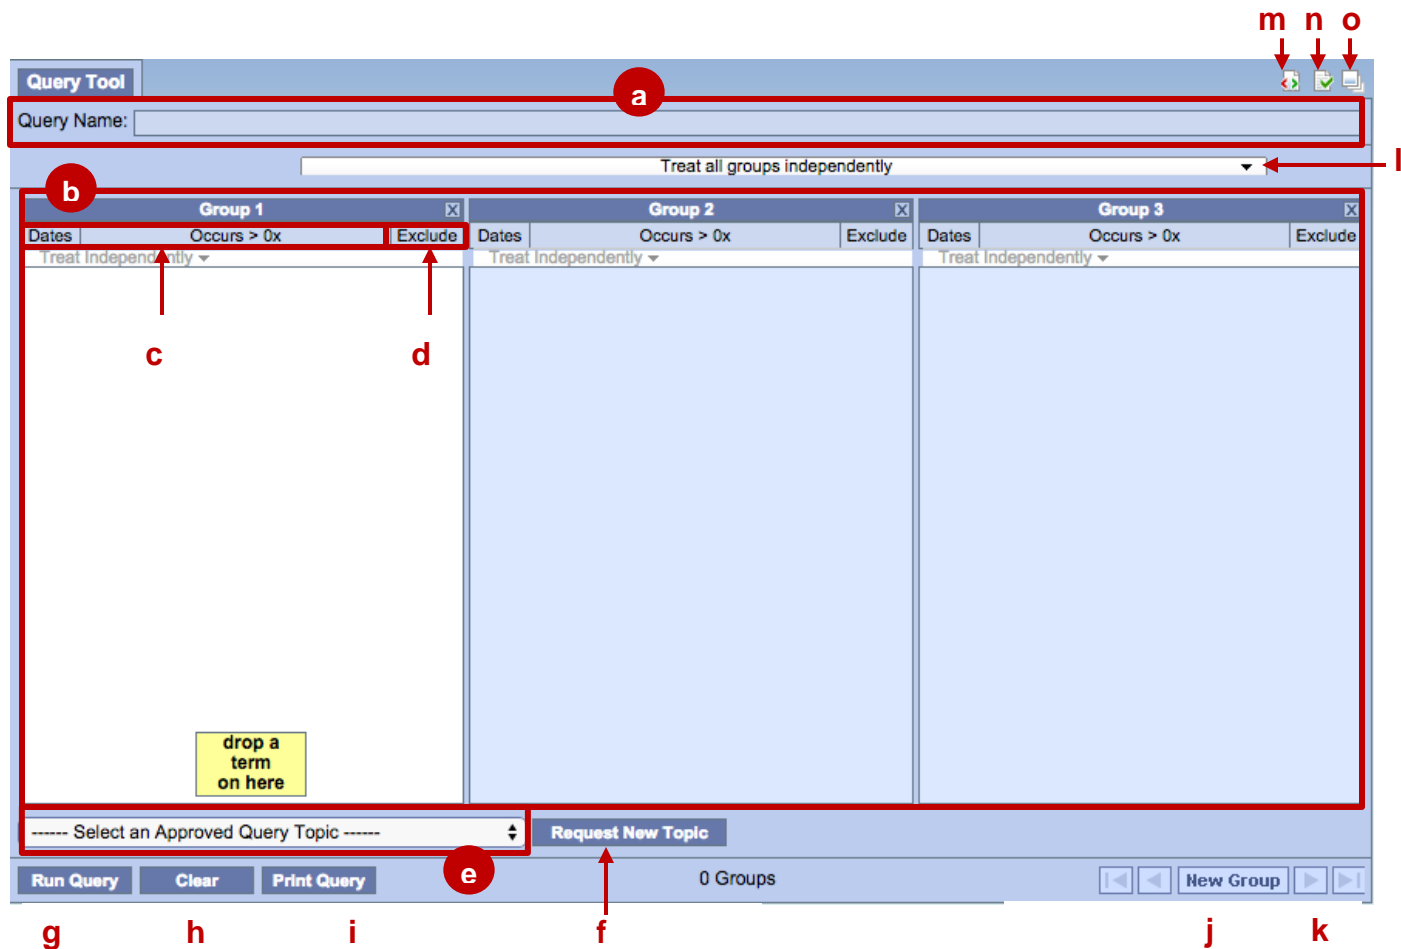 m n o
Query Tool
a
Query Name:
Treat all groups independently
l
b
Group 1 X Group 2 X Group 3 X
Dates Occurs > 0x Exclude Dates Occurs > 0x Exclude Dates Occurs > 0x Exclude
Treat Independently Treat Independently Treat Independently
c d
drop a
term
on here
------ Select an Approved Query Topic ------ Request New Topic
e
Run Query Clear Print Query 0 Groups New Group
g h i f j k